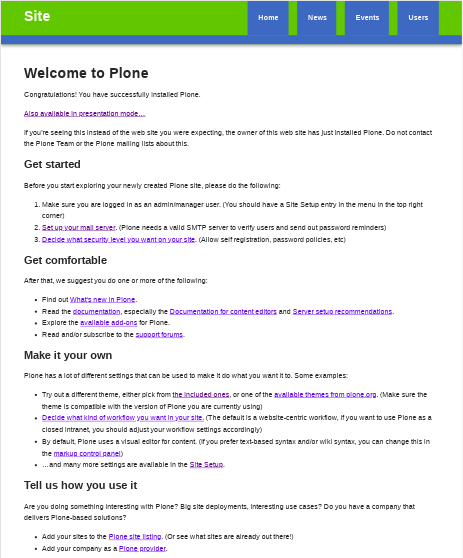 Site
Home News Events Users
Welcome to Plone
Congratulations! You have successfully installed Plone.
Also available in presentation mode...
If you're seeing this instead of the web site you were expecting, the owner of this web site has just installed Plone. Do not contact
the Plone Team or the Plone mailing lists about this.
Get started
Before you start exploring your newly created Plone site, please do the following:
1. Make sure you are logged in as an admin/manager user. (You should have a Site Setup entry in the menu in the top right
corner)
2. Set up your mail server. (Plone needs a valid SMTP server to verify users and send out password reminders)
3. Decide what security level you want on your site. (Allow self registration, password policies, etc)
Get comfortable
After that, we suggest you do one or more of the following:
• Find out What's new in Plone.
• Read the documentation, especially the Documentation for content editors and Server setup recommendations.
• Explore the available add-ons for Plone.
• Read and/or subscribe to the support forums.
Make it your own
Plone has a lot of different settings that can be used to make it do what you want it to. Some examples:
• Try out a different theme, either pick from the included ones, or one of the available themes from plone.org. (Make sure the
theme is compatible with the version of Plone you are currently using)
• Decide what kind of workflow you want in your site. (The default is a website-centric workflow, if you want to use Plone as a
closed intranet, you should adjust your workflow settings accordingly)
• By default, Plone uses a visual editor for content. (If you prefer text-based syntax and/or wiki syntax, you can change this in
the markup control panel)
• ...and many more settings are available in the Site Setup.
Tell us how you use it
Are you doing something interesting with Plone? Big site deployments, interesting use cases? Do you have a company that
delivers Plone-based solutions?
• Add your sites to the Plone site listing. (Or see what sites are already out there!)
• Add your company as a Plone provider.